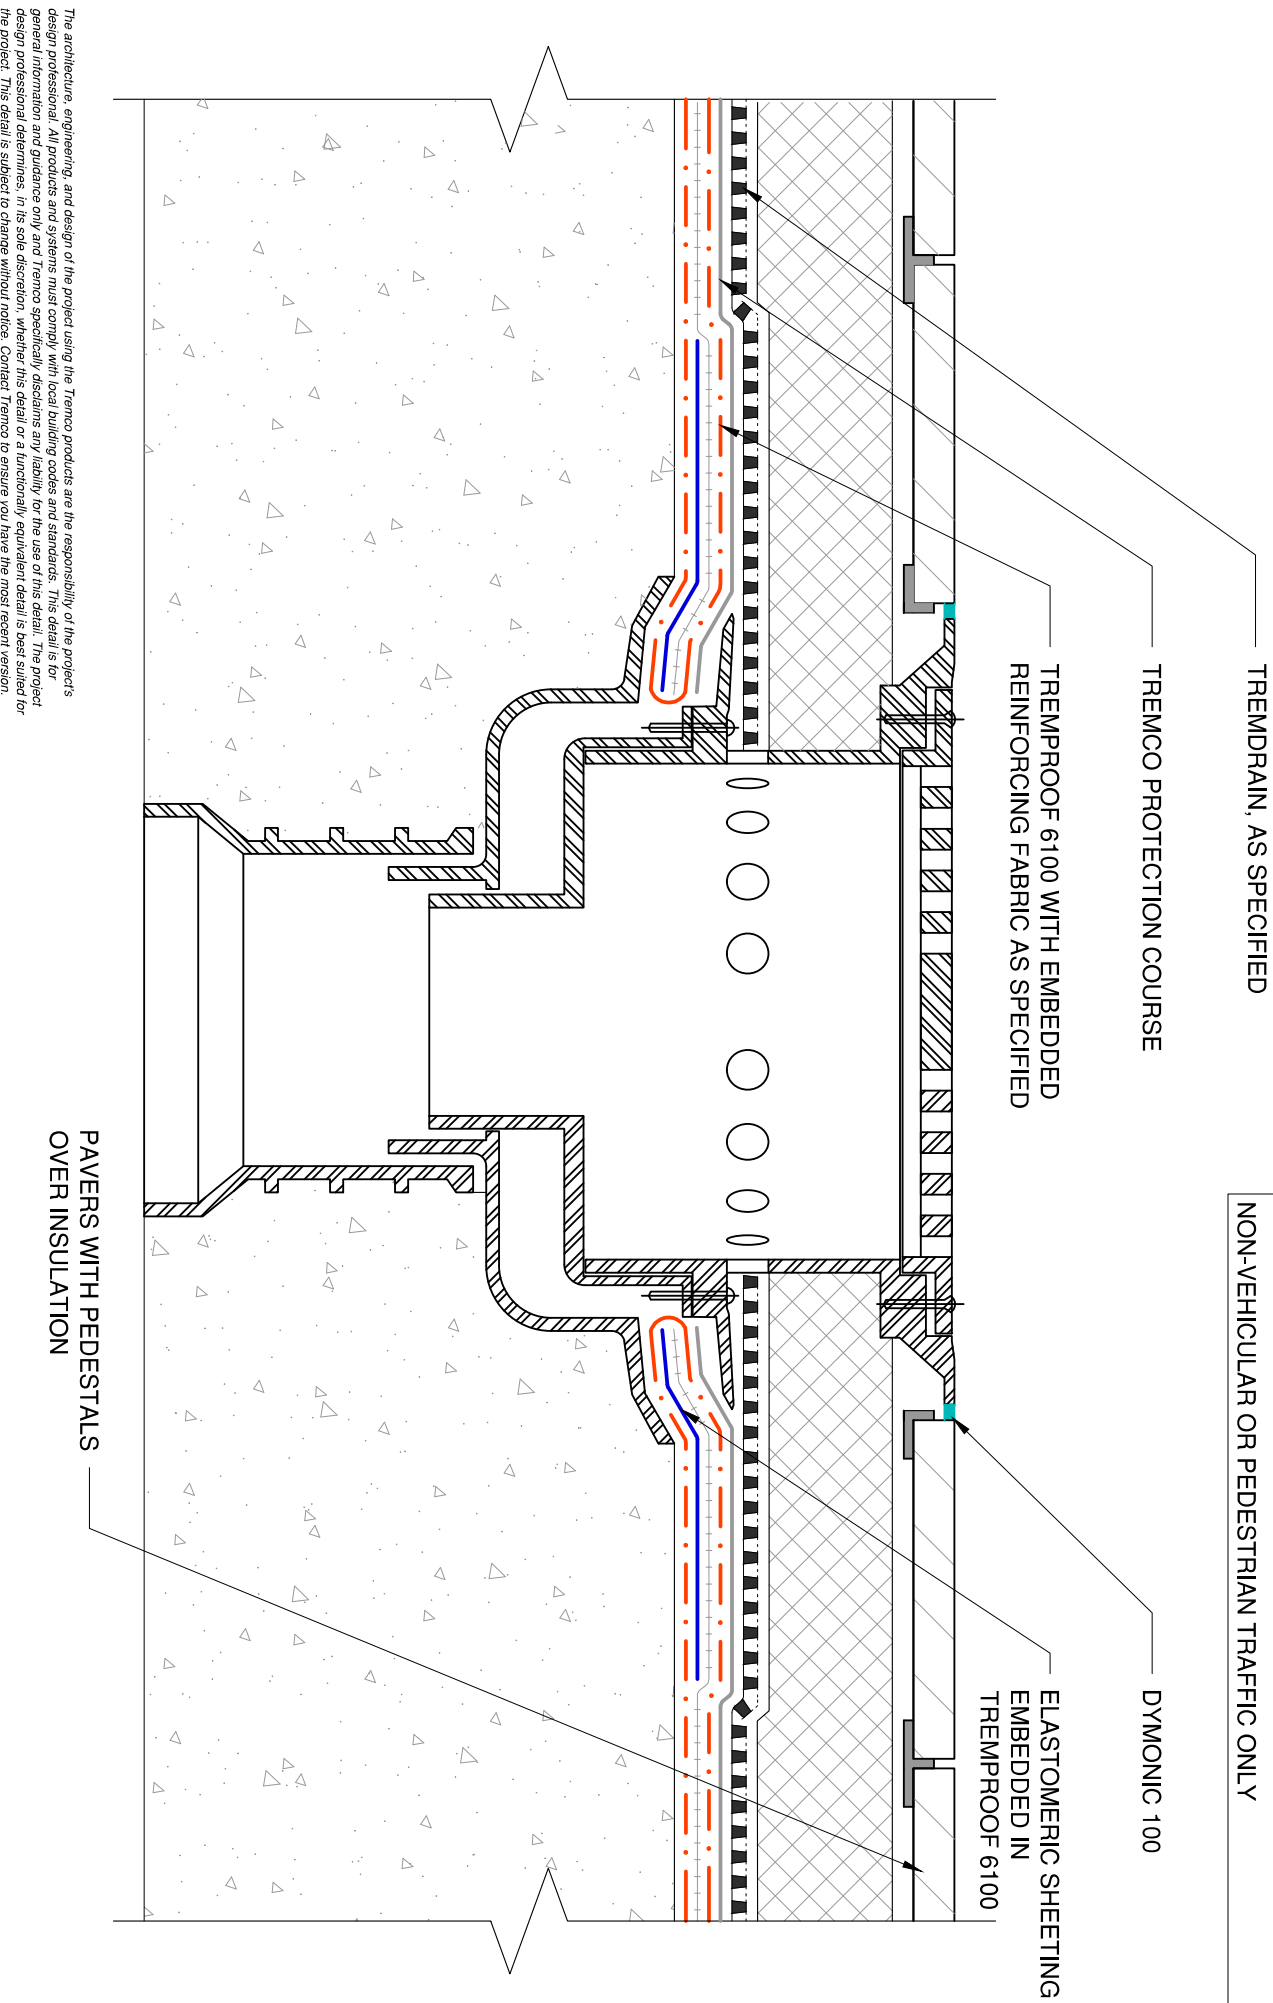 NON-VEHICULAR OR PEDESTRIAN TRAFFIC ONLY
TREMDRAIN, AS SPECIFIED
TREMCO PROTECTION COURSE
TREMPROOF 6100 WITH EMBEDDED
REINFORCING FABRIC AS SPECIFIED
DYMONIC 100
ELASTOMERIC SHEETING
EMBEDDED IN
TREMPROOF 6100
PAVERS WITH PEDESTALS
OVER INSULATION
The architecture, engineering, and design of the project using the Tremco products are the responsibility of the project's
design professional. All products and systems must comply with local building codes and standards. This detail is for
general information and guidance only and Tremco specifically disclaims any liability for the use of this detail. The project
design professional determines, in its sole discretion, whether this detail or a functionally equivalent detail is best suited for
the project. This detail is subject to change without notice. Contact Tremco to ensure you have the most recent version.